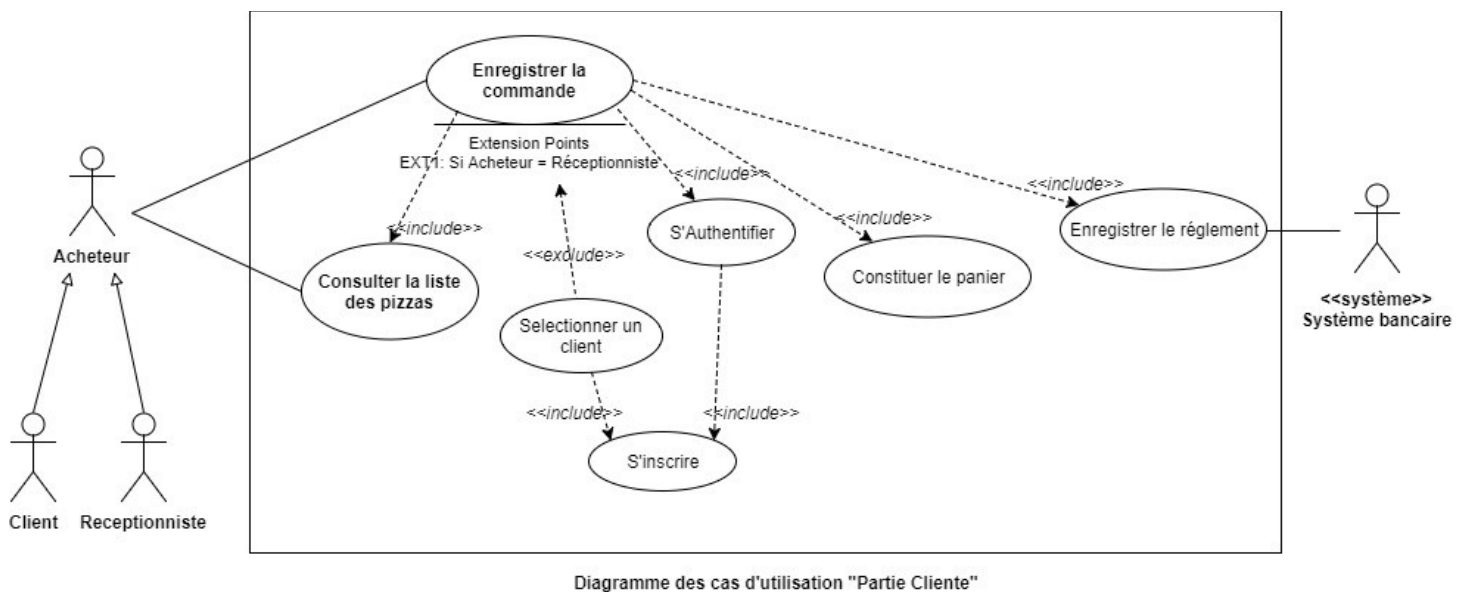 Enregistrer la
commande
Extension Points
EXT1: Si Acheteur = Réceptionniste
<<include>>
<<include>>
<<include>>
<<include>>
<<exclude>>
Acheteur
Consulter la liste
des pizzas
S'Authentifier
Constituer le panier
Enregistrer le réglement
<<système>>
Système bancaire
Selectionner un
client
<<include>>
<<include>>
S'inscrire
Client
Receptionniste
Diagramme des cas d'utilisation "Partie Cliente"